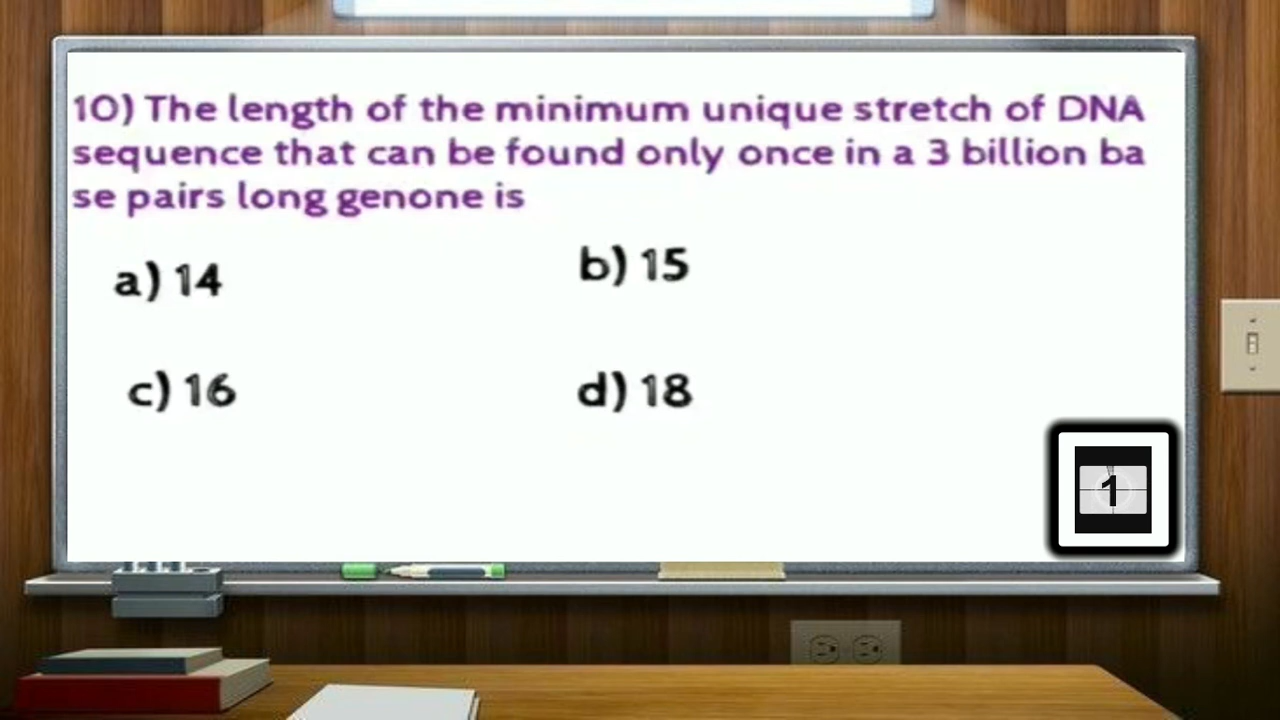 10) The length of the minimum unique stretch of DNA
sequence that can be found only once in a 3 billion ba
se pairs long genone is
a) 14
b) 15
c) 16
d) 18
1